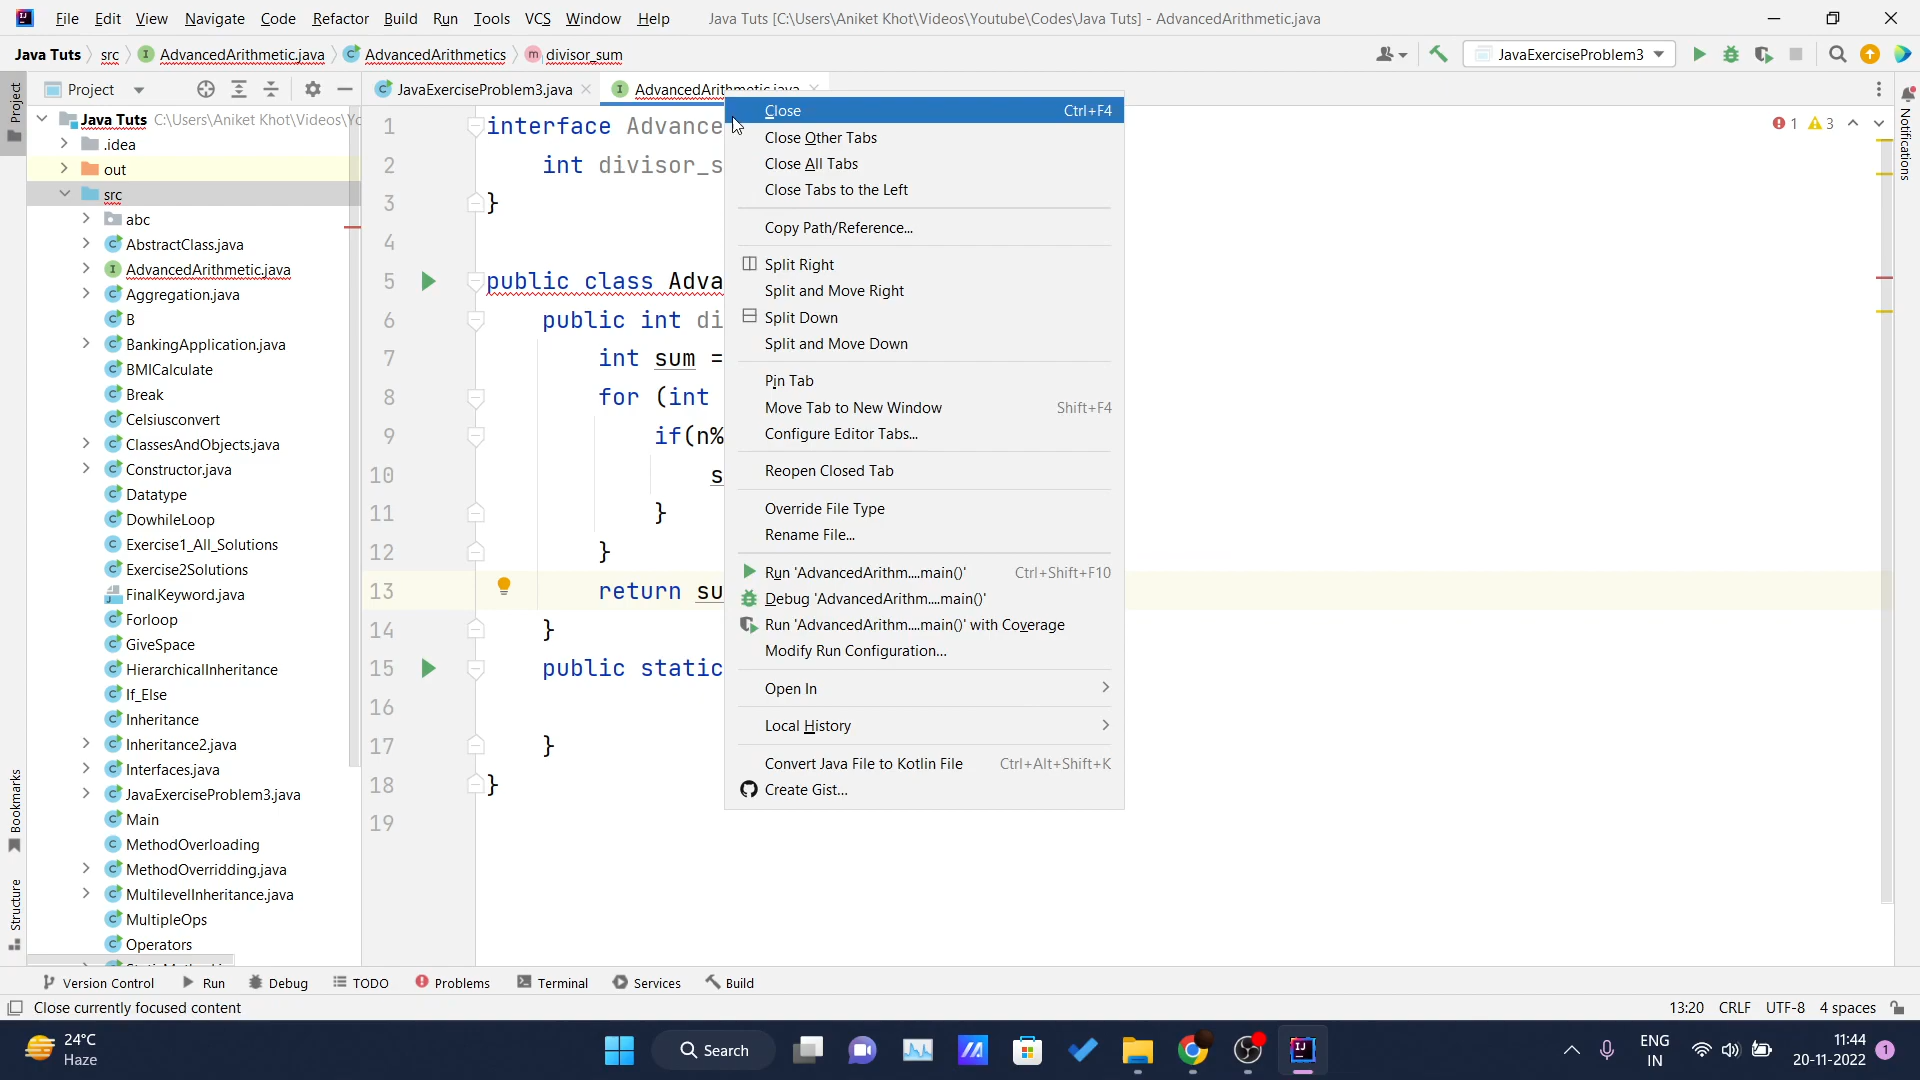 File Edit View Navigate Code Refactor Build Run Tools VCS Window Help Java Tuts [C:\Users\Aniket Khot\Videos\Youtube\Codes\Java Tuts] - AdvancedArithmetic.java
Java Tuts src AdvancedArithmetic.java AdvancedArithmetics divisor_sum JavaExerciseProblem3
Project
Project
JavaExerciseProblem3.java AdvancedArithmetic.java
Java Tuts C:\Users\Aniket Khot\Videos\Yo
.idea
out
src
abc
AbstractClass.java
AdvancedArithmetic.java
Aggregation.java
B
BankingApplication.java
BMICalculate
Break
Celsiusconvert
ClassesAndObjects.java
Constructor.java
Datatype
DowhileLoop
Exercise1_All_Solutions
Exercise2Solutions
FinalKeyword.java
Forloop
GiveSpace
HierarchicalInheritance
If_Else
Inheritance
Inheritance2.java
Interfaces.java
JavaExerciseProblem3.java
Main
MethodOverloading
MethodOverridding.java
MultilevelInheritance.java
MultipleOps
Operators
1 interface Advance
2 int divisor_s
3 }
4
5 public class Adva
6 public int di
7 int sum =
8 for (int
9 if(n%
10 s
11 }
12 }
13 return su
14 }
15 public static
16
17 }
18 }
19
1 3
Close Ctrl+F4
Close Other Tabs
Close All Tabs
Close Tabs to the Left
Copy Path/Reference...
Split Right
Split and Move Right
Split Down
Split and Move Down
Pin Tab
Move Tab to New Window Shift+F4
Configure Editor Tabs...
Reopen Closed Tab
Override File Type
Rename File...
Run 'AdvancedArithm....main()' Ctrl+Shift+F10
Debug 'AdvancedArithm....main()'
Run 'AdvancedArithm....main()' with Coverage
Modify Run Configuration...
Open In
Local History
Convert Java File to Kotlin File Ctrl+Alt+Shift+K
Create Gist...
Notifications
Bookmarks
Structure
Version Control Run Debug TODO Problems Terminal Services Build
Close currently focused content 13:20 CRLF UTF-8 4 spaces
24°C
Haze
Search
ENG
IN
11:44
20-11-2022
1